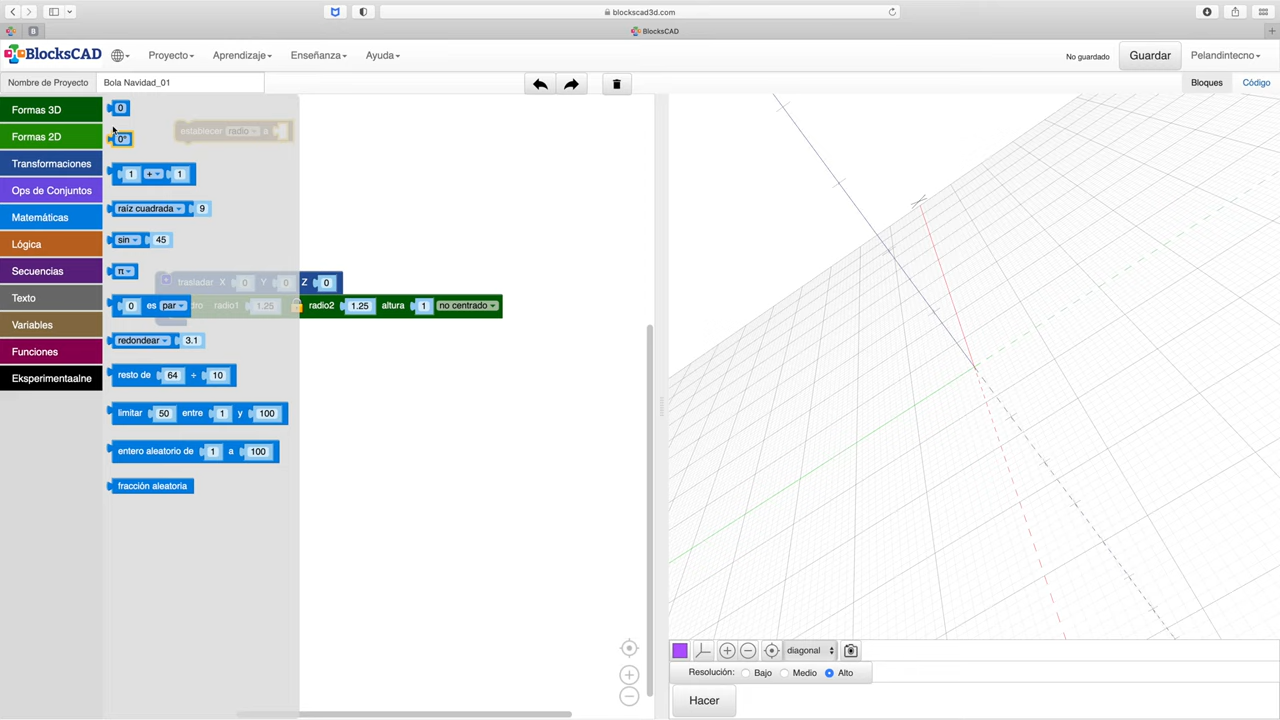 blockscad3d.com
B
BlocksCAD
BlocksCAD
Proyecto
Aprendizaje
Enseñanza
Ayuda
No guardado
Guardar
Pelandintecno
Nombre de Proyecto
Bola Navidad_01
Bloques
Código
Formas 3D
Formas 2D
Transformaciones
Ops de Conjuntos
Matemáticas
Lógica
Secuencias
Texto
Variables
Funciones
Eksperimentaalne
0
0°
establecer radio a
1 + 1
raíz cuadrada 9
sin 45
π
trasladar X 0 Y 0 Z 0
0 es par
dro radio1 1.25 radio2 1.25 altura 1 no centrado
redondear 3.1
resto de 64 ÷ 10
limitar 50 entre 1 y 100
entero aleatorio de 1 a 100
fracción aleatoria
diagonal
Resolución: Bajo Medio Alto
Hacer